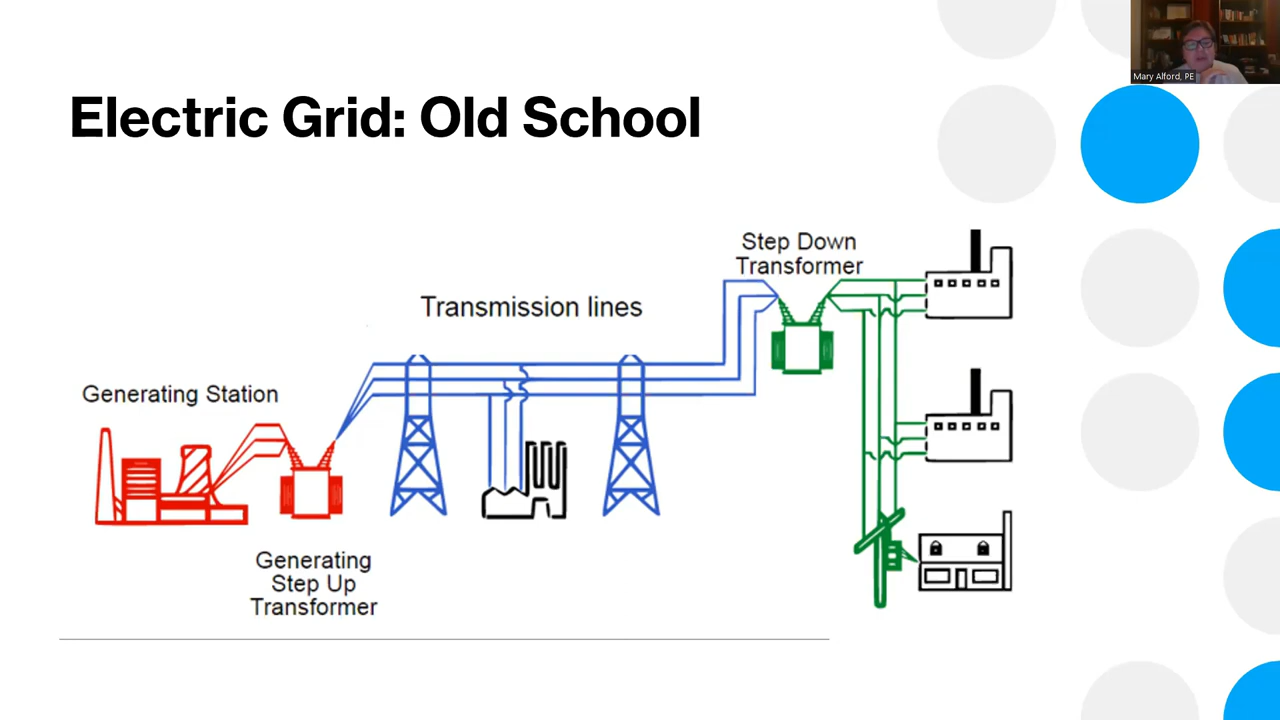 Mary Alford, PE
Electric Grid: Old School
Step Down
Transformer
Transmission lines
Generating Station
Generating
Step Up
Transformer